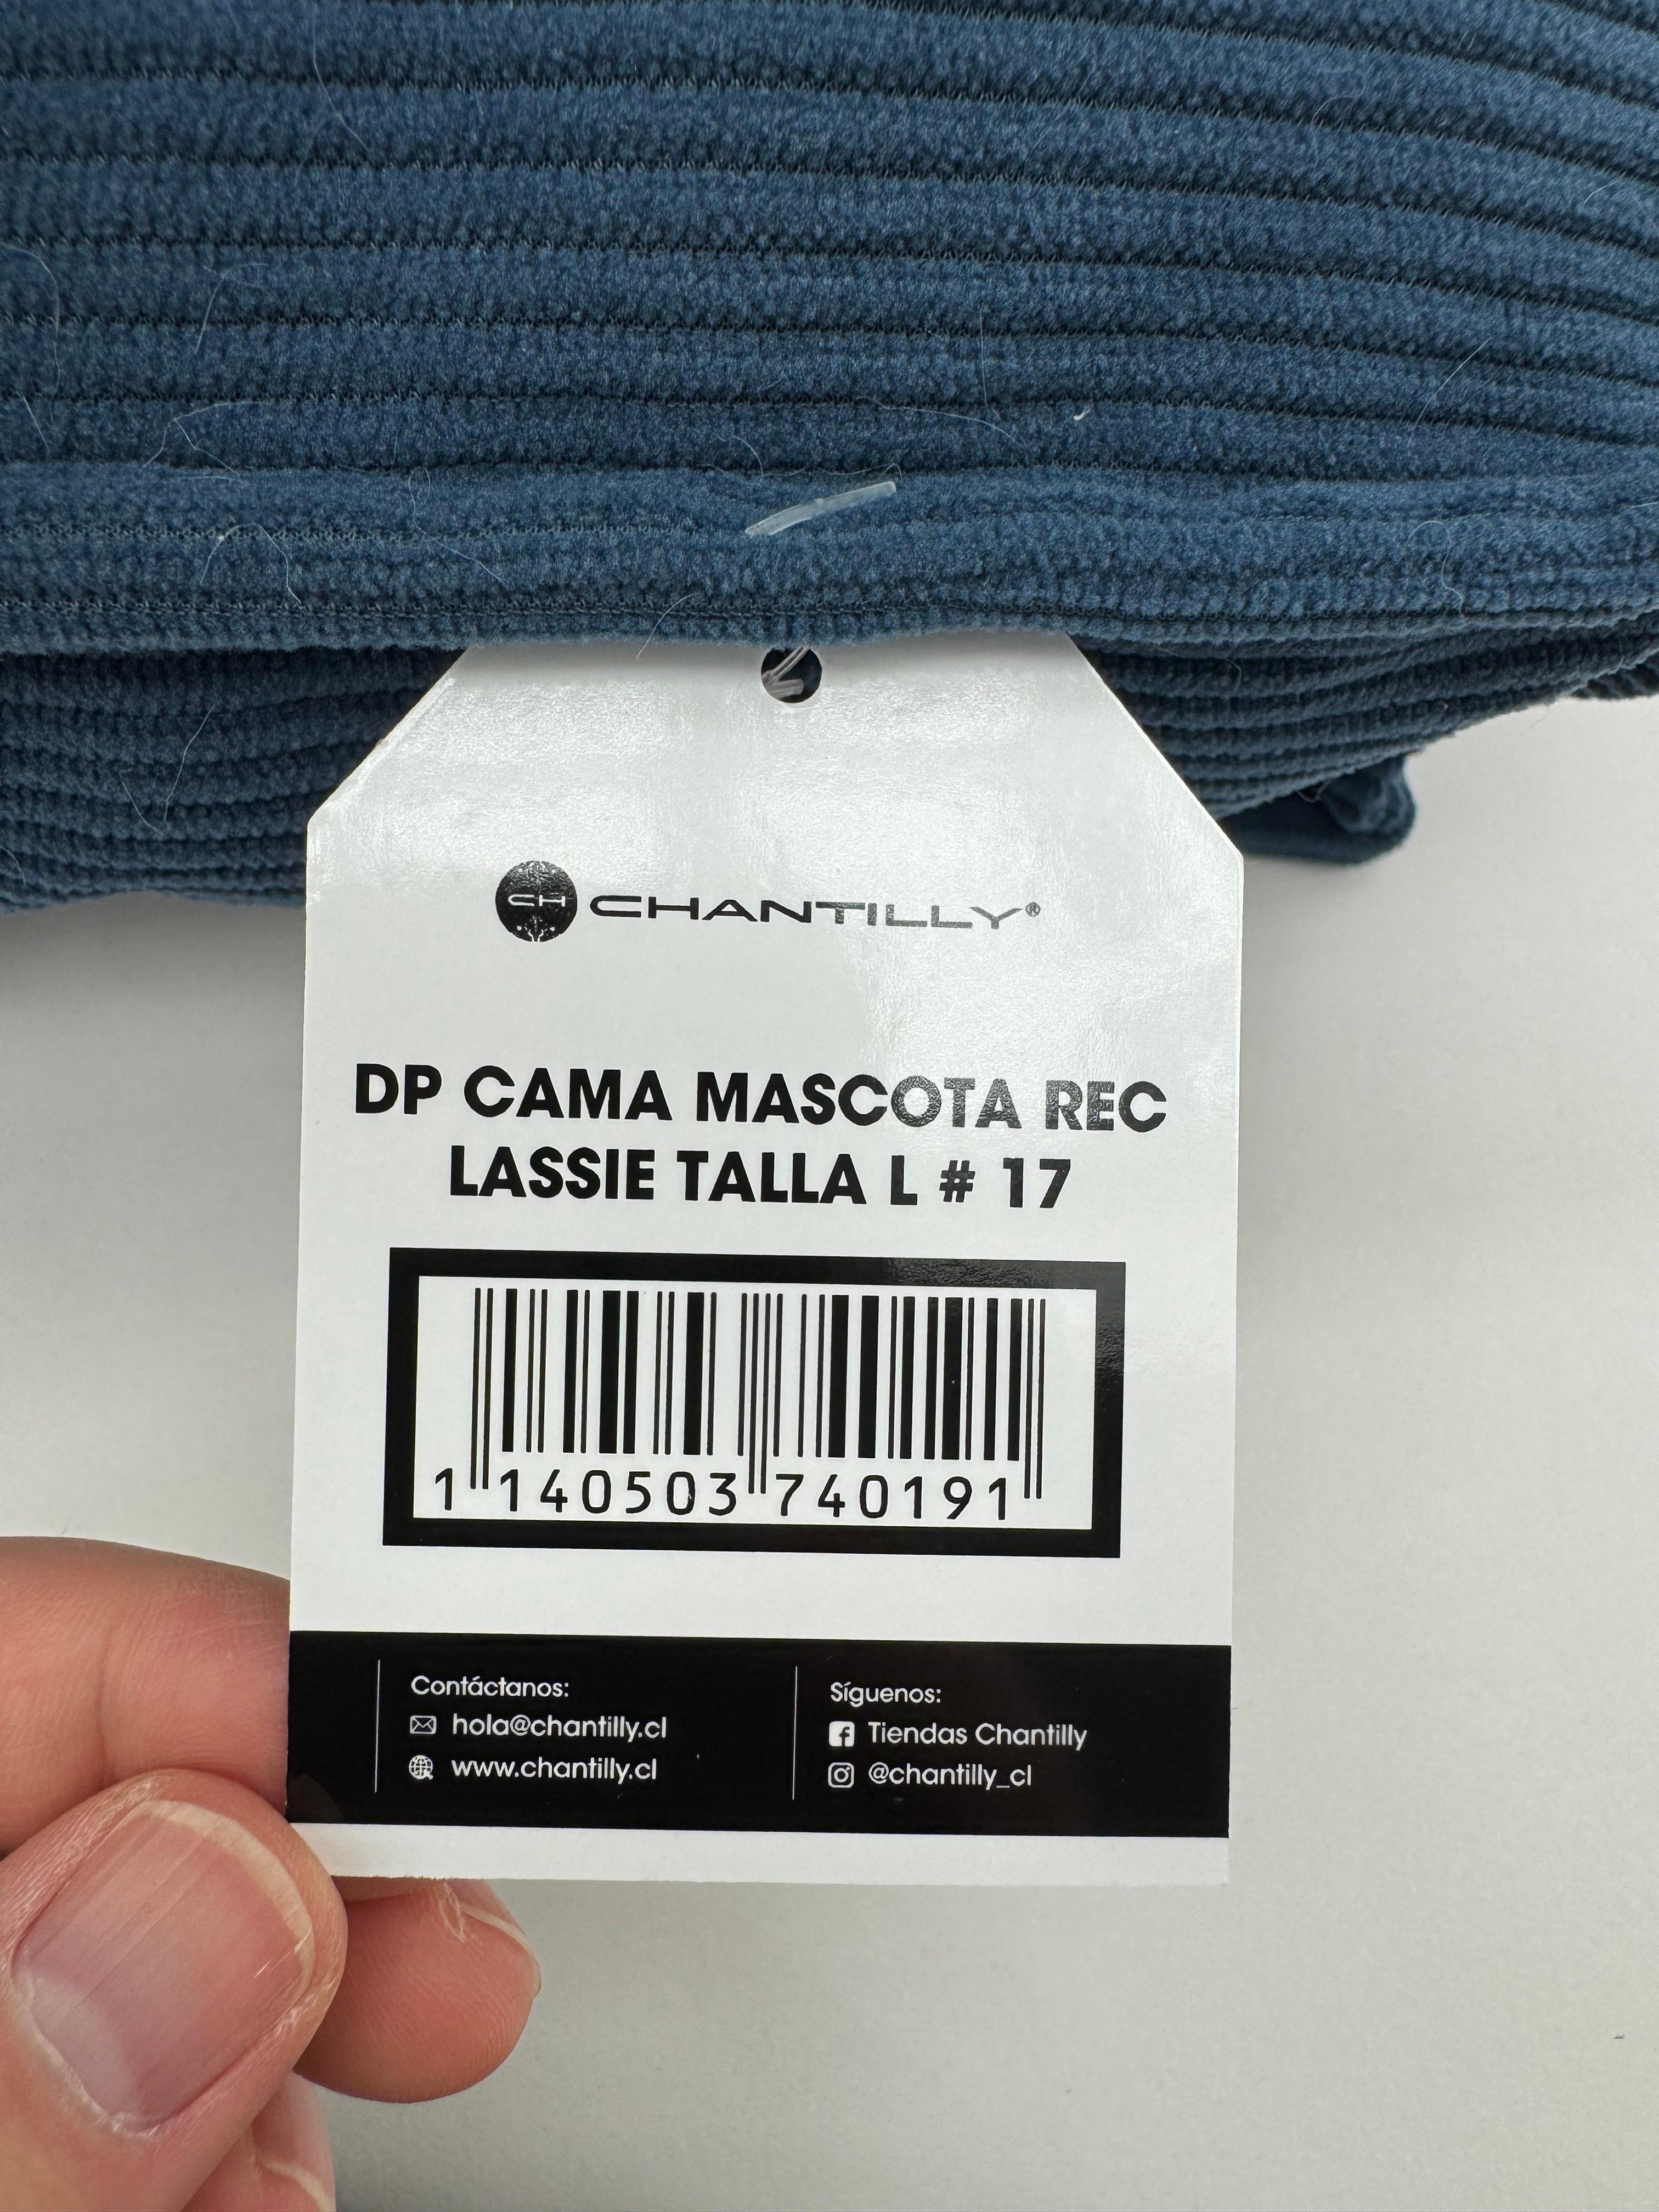 CH CHANTILLY®
DP CAMA MASCOTA REC
LASSIE TALLA L # 17
1 140503 740191
Contáctanos:
hola@chantilly.cl
www.chantilly.cl
Síguenos:
Tiendas Chantilly
@chantilly_cl